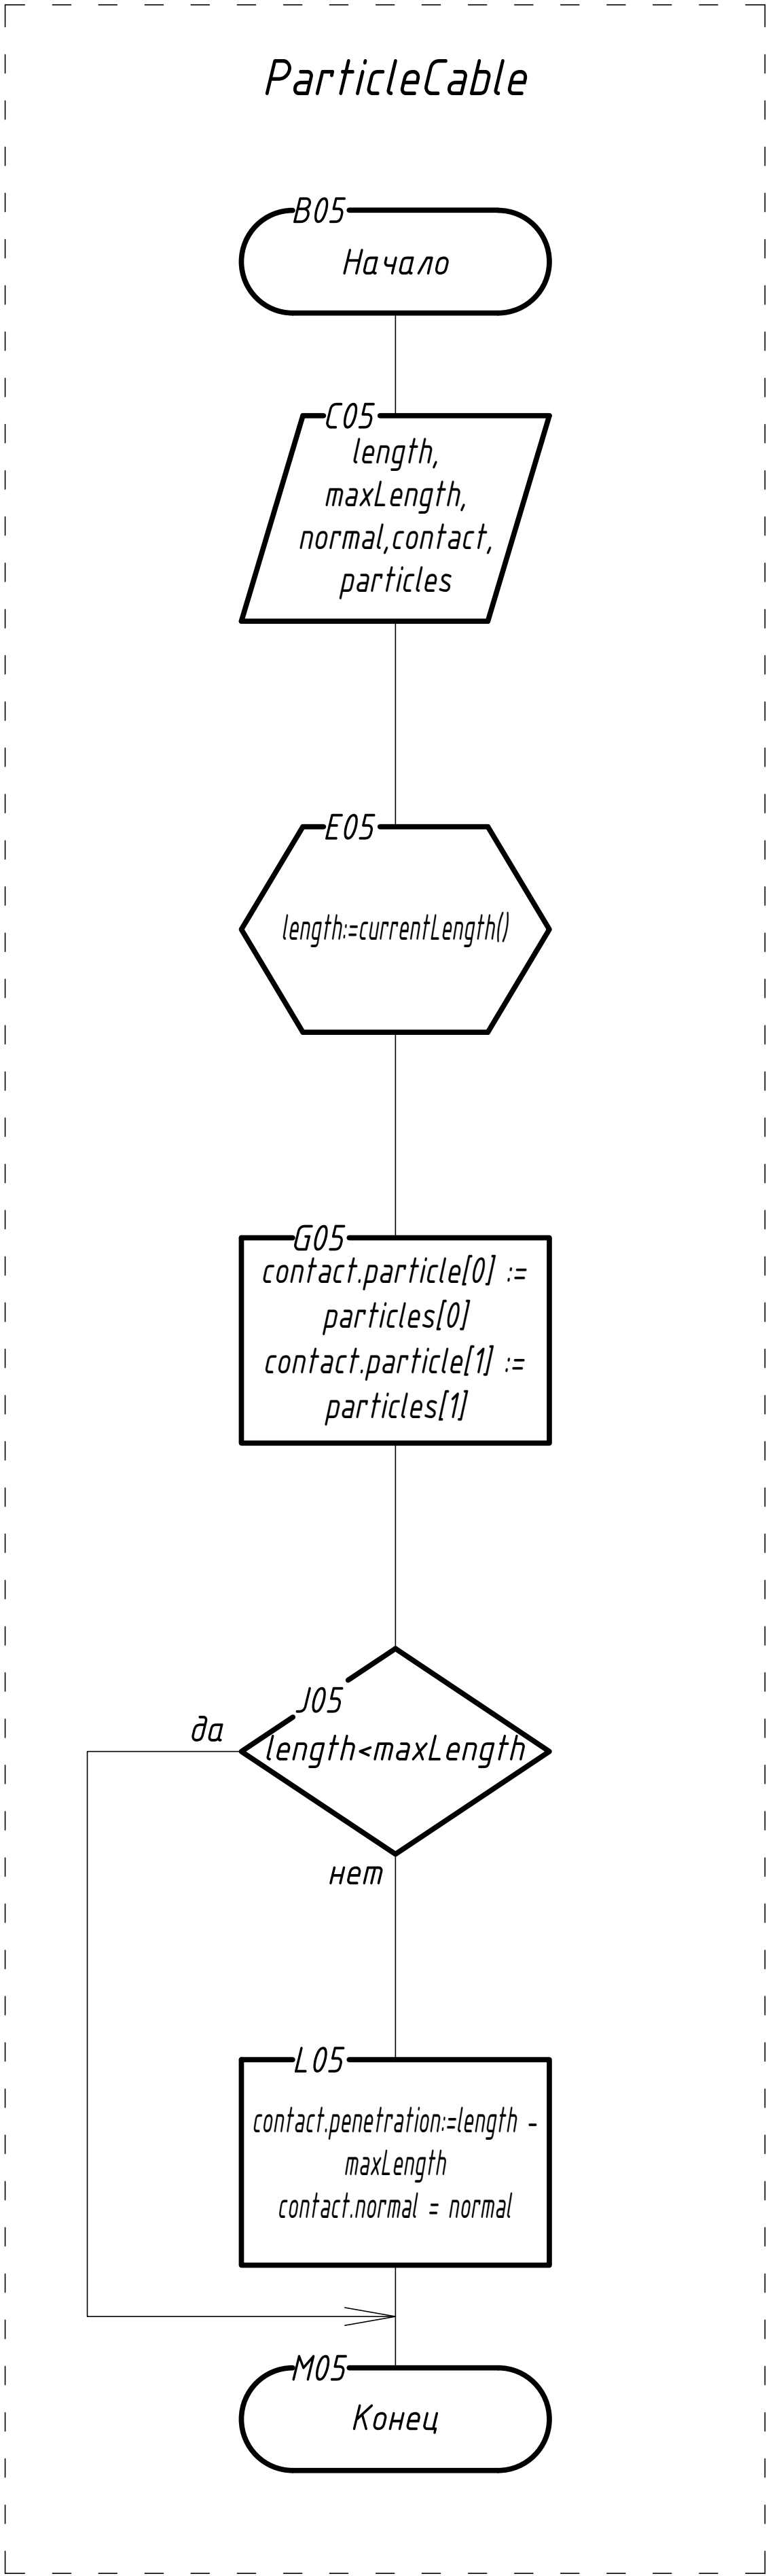 ParticleCable
B05
Начало
C05
length,
maxLength,
normal,contact,
particles
E05
length:=currentLength()
G05
contact.particle[0] :=
particles[0]
contact.particle[1] :=
particles[1]
J05
да
length<maxLength
нет
L05
contact.penetration:=length -
maxLength
contact.normal = normal
M05
Конец